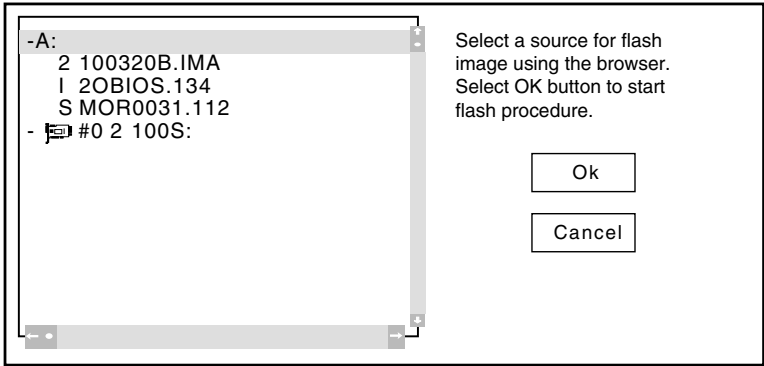 -A:
2 100320B.IMA
I 2OBIOS.134
S MOR0031.112
- #0 2 100S:
Select a source for flash
image using the browser.
Select OK button to start
flash procedure.
Ok
Cancel